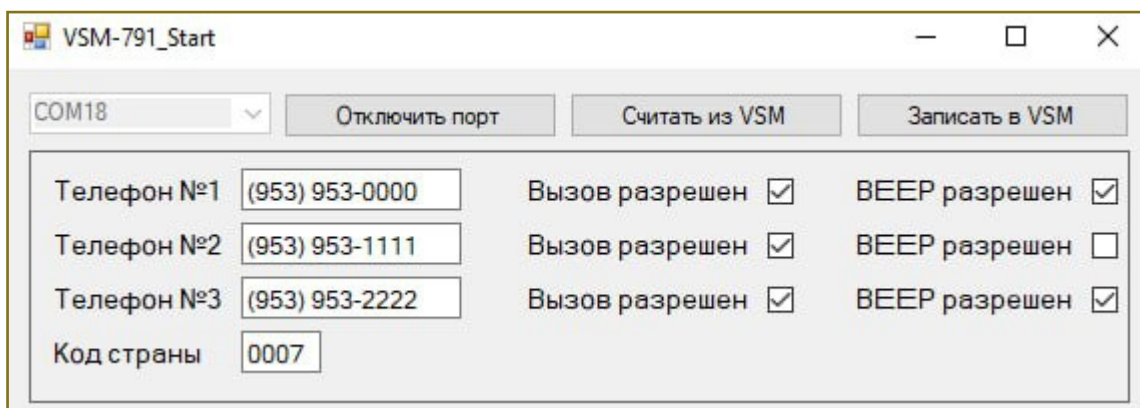 VSM-791_Start
COM18 Отключить порт Считать из VSM Записать в VSM
Телефон №1 (953) 953-0000 Вызов разрешен BEEP разрешен
Телефон №2 (953) 953-1111 Вызов разрешен BEEP разрешен
Телефон №3 (953) 953-2222 Вызов разрешен BEEP разрешен
Код страны 0007